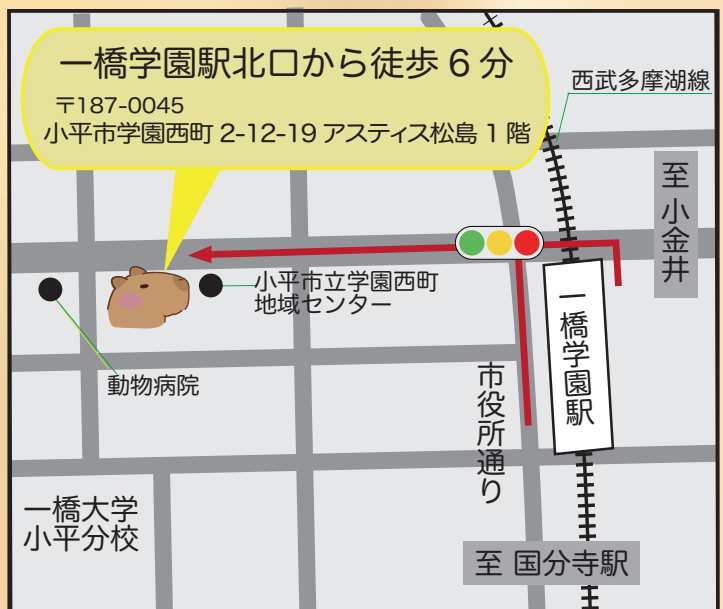 一橋学園駅北口から徒歩 6 分
〒187-0045
小平市学園西町 2-12-19 アスティス松島 1 階
西武多摩湖線
至 小金井
小平市立学園西町
地域センター
一橋学園駅
動物病院
市役所通り
一橋大学
小平分校
至 国分寺駅